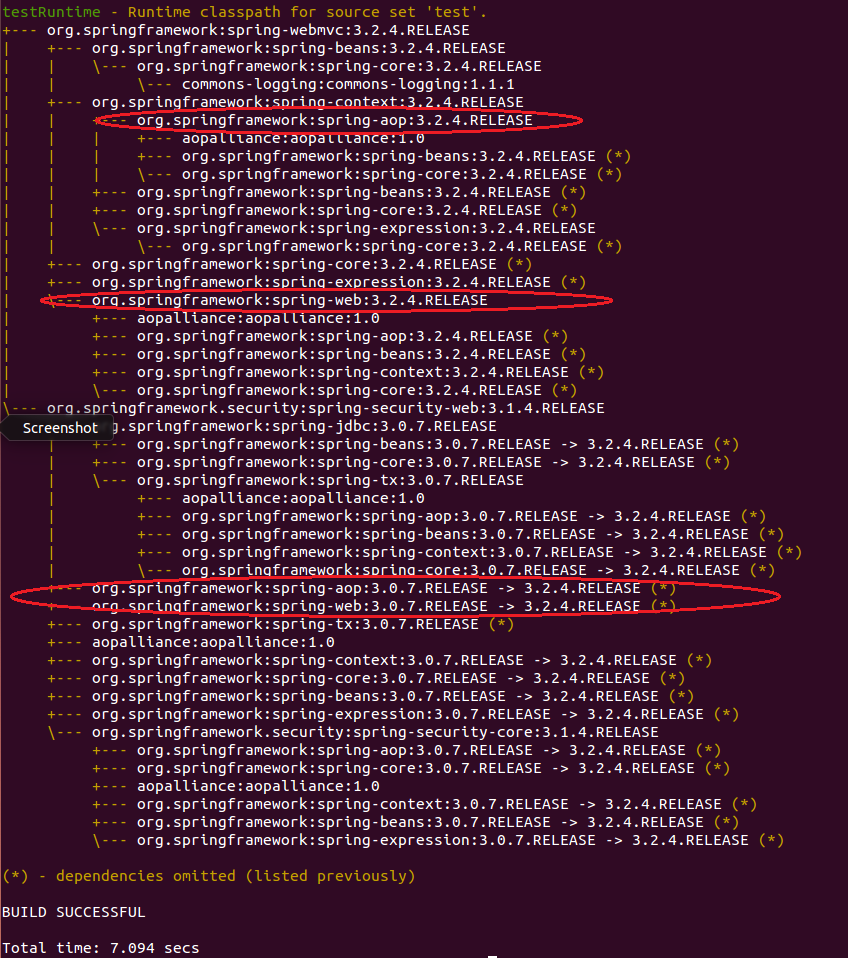 testRuntime - Runtime classpath for source set 'test'.
+--- org.springframework:spring-webmvc:3.2.4.RELEASE
|    +--- org.springframework:spring-beans:3.2.4.RELEASE
|    |    \--- org.springframework:spring-core:3.2.4.RELEASE
|    |         \--- commons-logging:commons-logging:1.1.1
|    +--- org.springframework:spring-context:3.2.4.RELEASE
|    |    +--- org.springframework:spring-aop:3.2.4.RELEASE
|    |    |    +--- aopalliance:aopalliance:1.0
|    |    |    +--- org.springframework:spring-beans:3.2.4.RELEASE (*)
|    |    |    \--- org.springframework:spring-core:3.2.4.RELEASE (*)
|    |    +--- org.springframework:spring-beans:3.2.4.RELEASE (*)
|    |    +--- org.springframework:spring-core:3.2.4.RELEASE (*)
|    |    \--- org.springframework:spring-expression:3.2.4.RELEASE
|    |         \--- org.springframework:spring-core:3.2.4.RELEASE (*)
|    +--- org.springframework:spring-core:3.2.4.RELEASE (*)
|    +--- org.springframework:spring-expression:3.2.4.RELEASE (*)
|    \--- org.springframework:spring-web:3.2.4.RELEASE
|         +--- aopalliance:aopalliance:1.0
|         +--- org.springframework:spring-aop:3.2.4.RELEASE (*)
|         +--- org.springframework:spring-beans:3.2.4.RELEASE (*)
|         +--- org.springframework:spring-context:3.2.4.RELEASE (*)
|         \--- org.springframework:spring-core:3.2.4.RELEASE (*)
\--- org.springframework.security:spring-security-web:3.1.4.RELEASE
Screenshot
g.springframework:spring-jdbc:3.0.7.RELEASE
     |    +--- org.springframework:spring-beans:3.0.7.RELEASE -> 3.2.4.RELEASE (*)
     |    +--- org.springframework:spring-core:3.0.7.RELEASE -> 3.2.4.RELEASE (*)
     |    \--- org.springframework:spring-tx:3.0.7.RELEASE
     |         +--- aopalliance:aopalliance:1.0
     |         +--- org.springframework:spring-aop:3.0.7.RELEASE -> 3.2.4.RELEASE (*)
     |         +--- org.springframework:spring-beans:3.0.7.RELEASE -> 3.2.4.RELEASE (*)
     |         +--- org.springframework:spring-context:3.0.7.RELEASE -> 3.2.4.RELEASE (*)
     |         \--- org.springframework:spring-core:3.0.7.RELEASE -> 3.2.4.RELEASE (*)
     +--- org.springframework:spring-aop:3.0.7.RELEASE -> 3.2.4.RELEASE (*)
     +--- org.springframework:spring-web:3.0.7.RELEASE -> 3.2.4.RELEASE (*)
     +--- org.springframework:spring-tx:3.0.7.RELEASE (*)
     +--- aopalliance:aopalliance:1.0
     +--- org.springframework:spring-context:3.0.7.RELEASE -> 3.2.4.RELEASE (*)
     +--- org.springframework:spring-core:3.0.7.RELEASE -> 3.2.4.RELEASE (*)
     +--- org.springframework:spring-beans:3.0.7.RELEASE -> 3.2.4.RELEASE (*)
     +--- org.springframework:spring-expression:3.0.7.RELEASE -> 3.2.4.RELEASE (*)
     \--- org.springframework.security:spring-security-core:3.1.4.RELEASE
          +--- org.springframework:spring-aop:3.0.7.RELEASE -> 3.2.4.RELEASE (*)
          +--- org.springframework:spring-core:3.0.7.RELEASE -> 3.2.4.RELEASE (*)
          +--- aopalliance:aopalliance:1.0
          +--- org.springframework:spring-context:3.0.7.RELEASE -> 3.2.4.RELEASE (*)
          +--- org.springframework:spring-beans:3.0.7.RELEASE -> 3.2.4.RELEASE (*)
          \--- org.springframework:spring-expression:3.0.7.RELEASE -> 3.2.4.RELEASE (*)
(*) - dependencies omitted (listed previously)
BUILD SUCCESSFUL
Total time: 7.094 secs